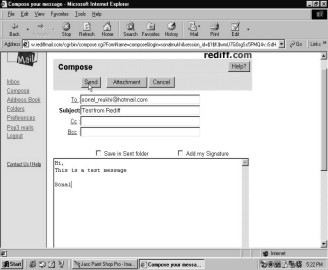 Compose your message - Microsoft Internet Explorer
File Edit View Favorites Tools Help
Back Stop Refresh Home Search Favorites History Mail Print Edit
Address Go Links
Mail rediff.com
Compose Help?
Send Attachment Cancel
Inbox
Compose
Address Book
Folders
Preferences
Pop3 mails
Logout
Contact Us | Help
To : sonal_mukhi@hotmail.com
Subject: Test from Rediff
Cc :
Bcc :
Save in Sent folder Add my Signature
Hi,
This is a test message
Sonal
Internet
Start Jasc Paint Shop Pro - Ima... Compose your messa... 5:22 PM